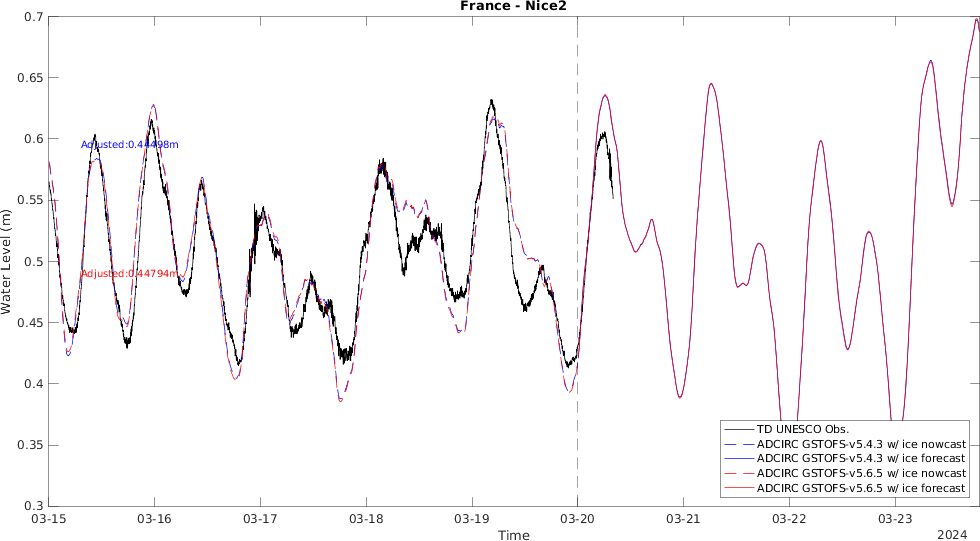 France - Nice2
0.7
0.65
0.6
0.55
0.5
0.45
0.4
0.35
0.3
Water Level (m)
Adjusted:0.44498m
Adjusted:0.44794m
TD UNESCO Obs.
ADCIRC GSTOFS-v5.4.3 w/ ice nowcast
ADCIRC GSTOFS-v5.4.3 w/ ice forecast
ADCIRC GSTOFS-v5.6.5 w/ ice nowcast
ADCIRC GSTOFS-v5.6.5 w/ ice forecast
03-15 03-16 03-17 03-18 03-19 03-20 03-21 03-22 03-23
Time
2024